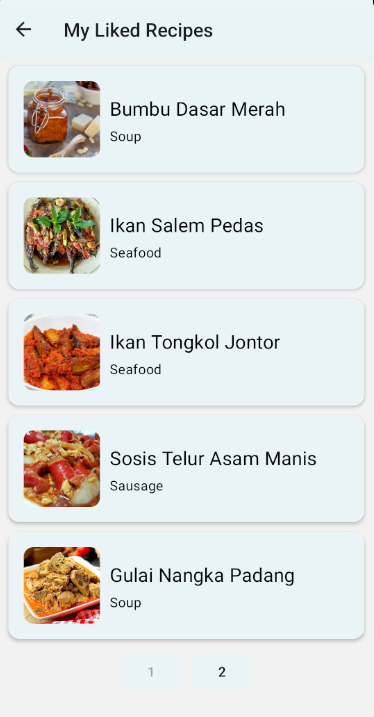 My Liked Recipes
Bumbu Dasar Merah
Soup
Ikan Salem Pedas
Seafood
Ikan Tongkol Jontor
Seafood
Sosis Telur Asam Manis
Sausage
Gulai Nangka Padang
Soup
1 2